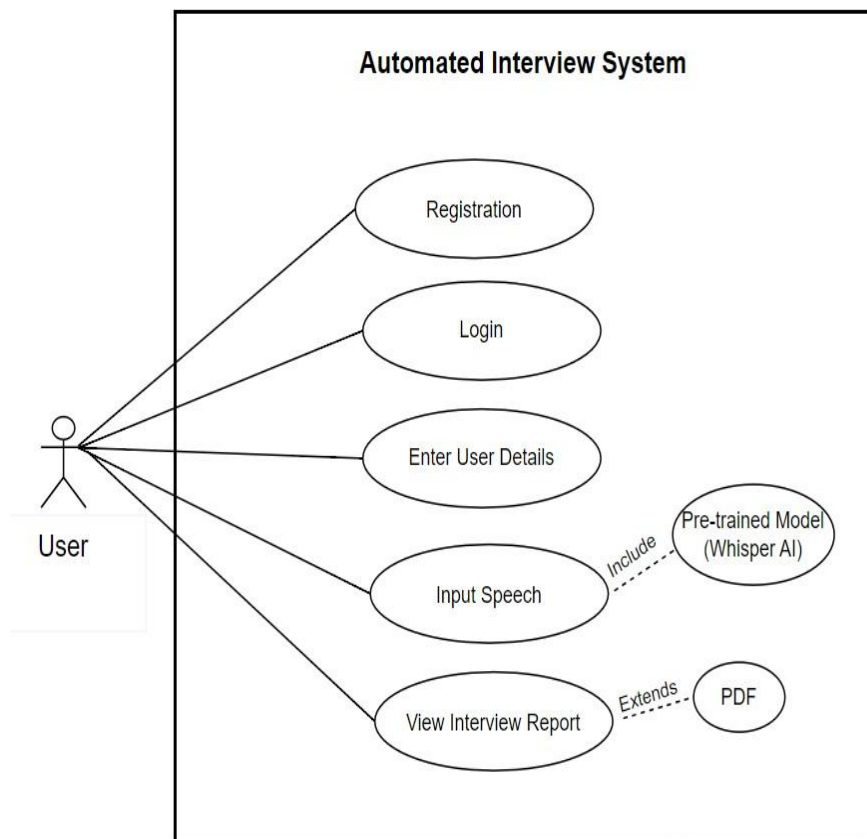 Automated Interview System
Registration
Login
Enter User Details
User
Input Speech
Include
Pre-trained Model
(Whisper AI)
View Interview Report
Extends
PDF